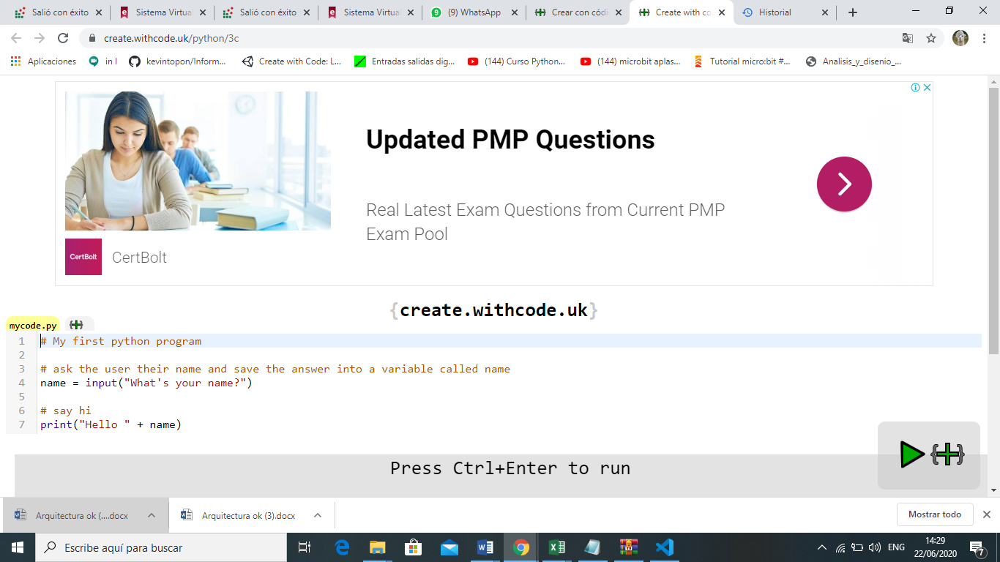 Salió con éxito
Sistema Virtual
Salió con éxito
Sistema Virtual
(9) WhatsApp
Crear con códi
Create with co
Historial
create.withcode.uk/python/3c
Aplicaciones
in I
kevintopon/Inform...
Create with Code: L...
Entradas salidas dig...
(144) Curso Python...
(144) microbit aplas...
Tutorial micro:bit #...
Analisis_y_disenio_...
Updated PMP Questions
Real Latest Exam Questions from Current PMP
Exam Pool
CertBolt
CertBolt
{create.withcode.uk}
mycode.py
1 # My first python program
2
3 # ask the user their name and save the answer into a variable called name
4 name = input("What's your name?")
5
6 # say hi
7 print("Hello " + name)
Press Ctrl+Enter to run
Arquitectura ok (....docx
Arquitectura ok (3).docx
Mostrar todo
Escribe aquí para buscar
ENG
14:29
22/06/2020
7